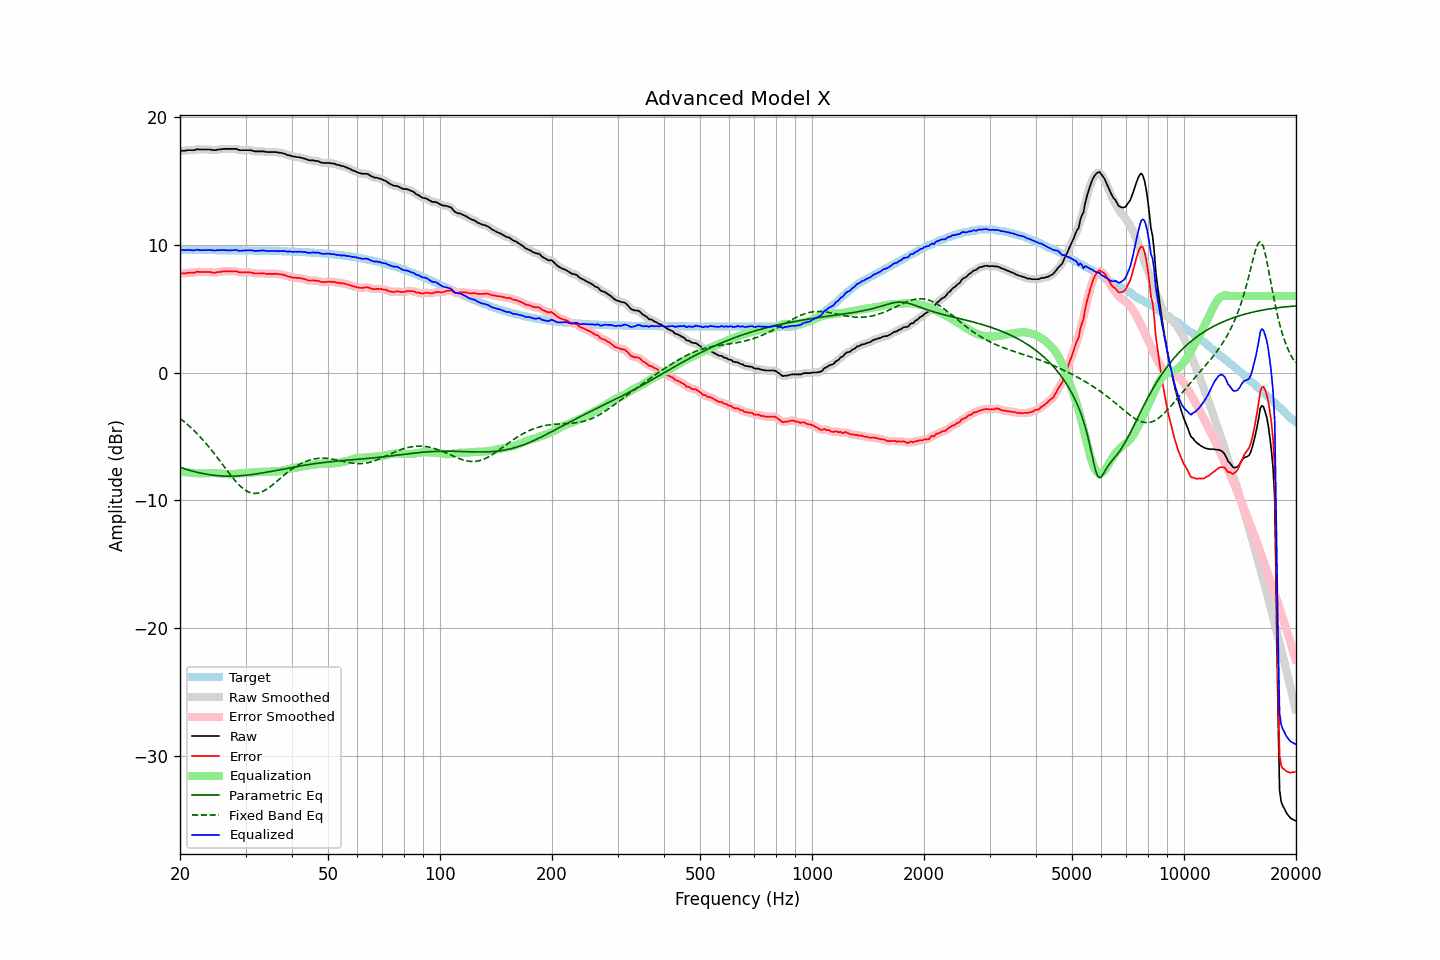 Advanced Model X
20
10
0
−10
−20
−30
Amplitude (dBr)
Target
Raw Smoothed
Error Smoothed
Raw
Error
Equalization
Parametric Eq
Fixed Band Eq
Equalized
20 50 100 200 500 1000 2000 5000 10000 20000
Frequency (Hz)